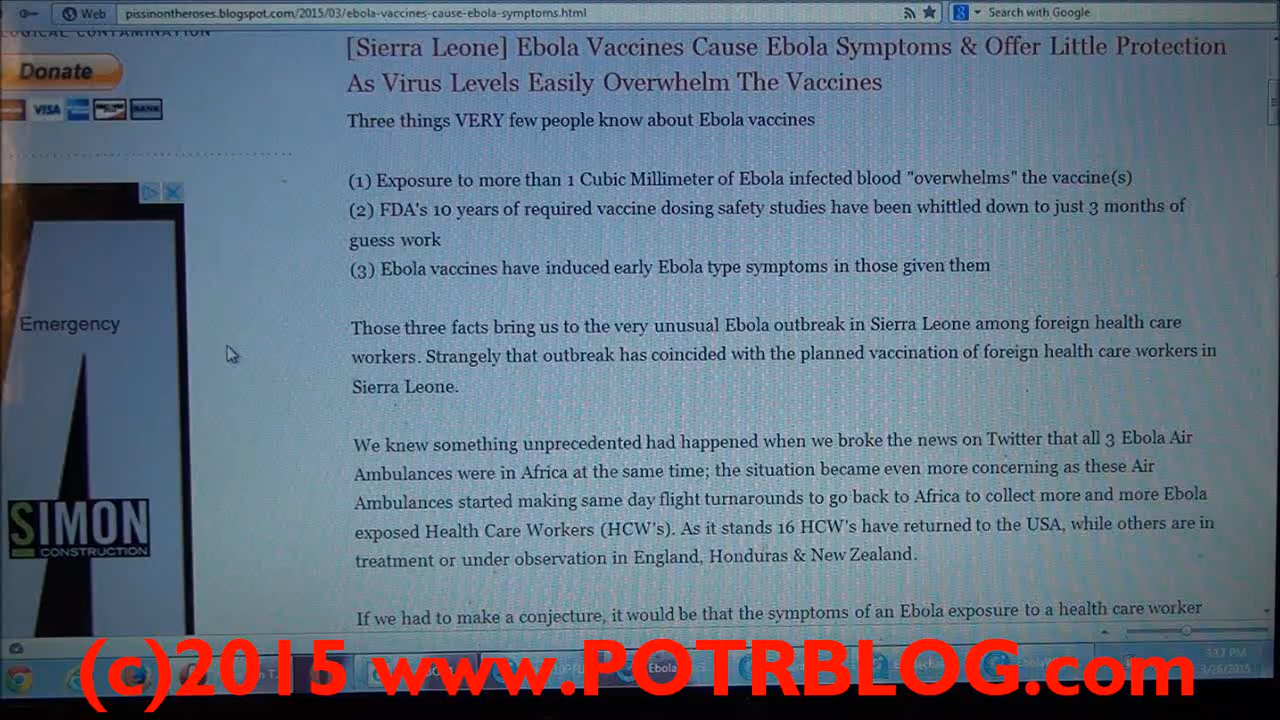 Web
pissinontheroses.blogspot.com/2015/03/ebola-vaccines-cause-ebola-symptoms.html
Search with Google
Donate
VISA
BANK
[Sierra Leone] Ebola Vaccines Cause Ebola Symptoms & Offer Little Protection
As Virus Levels Easily Overwhelm The Vaccines
Three things VERY few people know about Ebola vaccines
(1) Exposure to more than 1 Cubic Millimeter of Ebola infected blood "overwhelms" the vaccine(s)
(2) FDA's 10 years of required vaccine dosing safety studies have been whittled down to just 3 months of
guess work
(3) Ebola vaccines have induced early Ebola type symptoms in those given them
Those three facts bring us to the very unusual Ebola outbreak in Sierra Leone among foreign health care
workers. Strangely that outbreak has coincided with the planned vaccination of foreign health care workers in
Sierra Leone.
We knew something unprecedented had happened when we broke the news on Twitter that all 3 Ebola Air
Ambulances were in Africa at the same time; the situation became even more concerning as these Air
Ambulances started making same day flight turnarounds to go back to Africa to collect more and more Ebola
exposed Health Care Workers (HCW's). As it stands 16 HCW's have returned to the USA, while others are in
treatment or under observation in England, Honduras & New Zealand.
If we had to make a conjecture, it would be that the symptoms of an Ebola exposure to a health care worker
Emergency
SIMON
CONSTRUCTION
Ebola
1:17 PM
3/26/2015
(c)2015 www.POTRBLOG.com